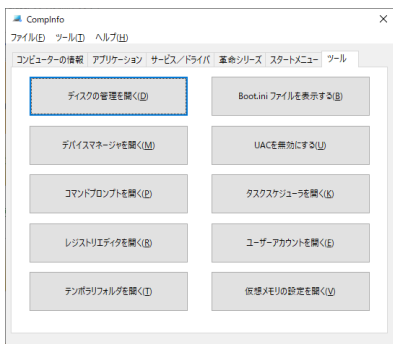 CompInfo
ファイル(F) ツール(T) ヘルプ(H)
コンピューターの情報 アプリケーション サービス/ドライバ 革命シリーズ スタートメニュー ツール
ディスクの管理を開く(D) Boot.ini ファイルを表示する(B)
デバイスマネージャを開く(M) UACを無効にする(U)
コマンドプロンプトを開く(P) タスクスケジューラを開く(K)
レジストリエディタを開く(R) ユーザーアカウントを開く(E)
テンポラリフォルダを開く(T) 仮想メモリの設定を開く(V)